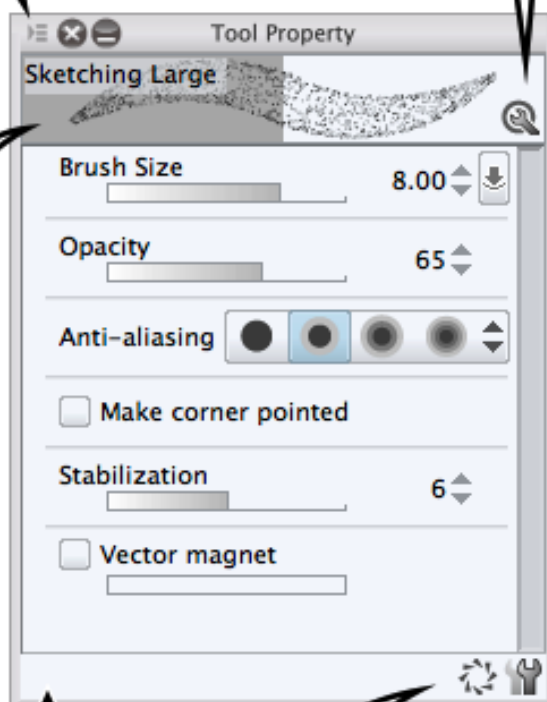 Tool Property
Sketching Large
Brush Size
8.00
Opacity
65
Anti-aliasing
Make corner pointed
Stabilization
6
Vector magnet